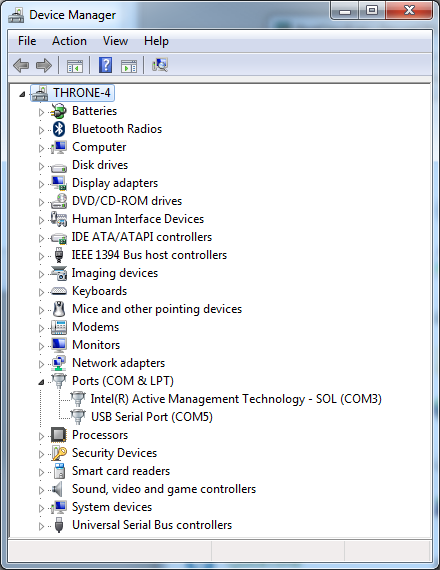 Device Manager
File Action View Help
THRONE-4
Batteries
Bluetooth Radios
Computer
Disk drives
Display adapters
DVD/CD-ROM drives
Human Interface Devices
IDE ATA/ATAPI controllers
IEEE 1394 Bus host controllers
Imaging devices
Keyboards
Mice and other pointing devices
Modems
Monitors
Network adapters
Ports (COM & LPT)
Intel(R) Active Management Technology - SOL (COM3)
USB Serial Port (COM5)
Processors
Security Devices
Smart card readers
Sound, video and game controllers
System devices
Universal Serial Bus controllers